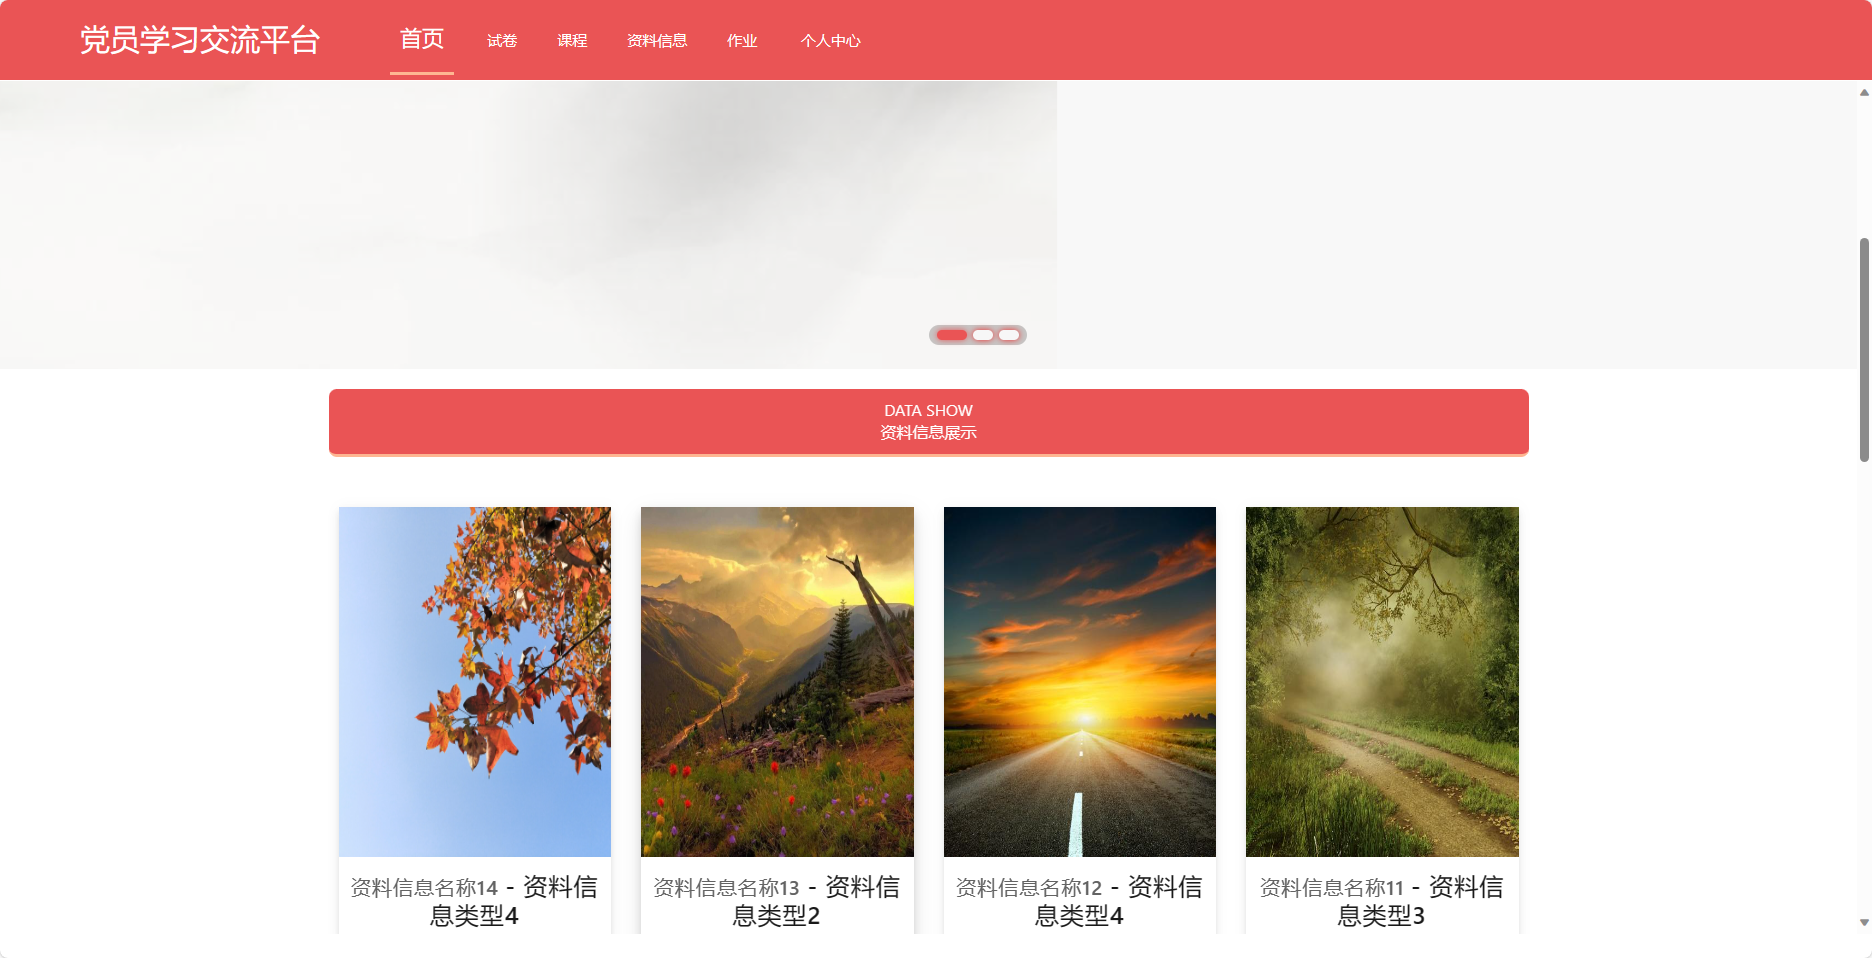 党员学习交流平台
首页 试卷 课程 资料信息 作业 个人中心
DATA SHOW
资料信息展示
资料信息名称14 - 资料信
息类型4
资料信息名称13 - 资料信
息类型2
资料信息名称12 - 资料信
息类型4
资料信息名称11 - 资料信
息类型3